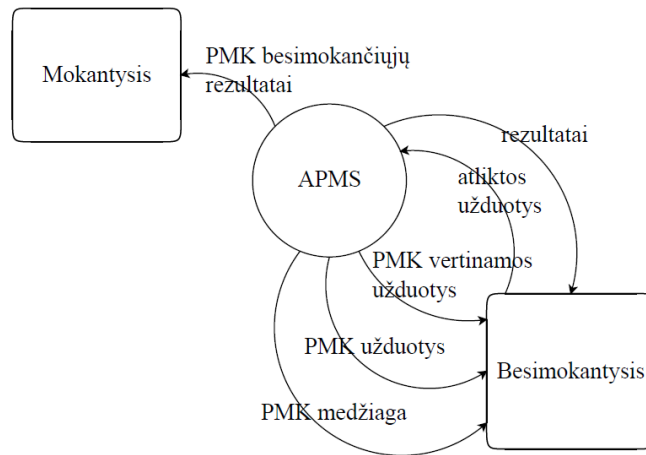 Mokantysis
PMK besimokančiųjų
rezultatai
rezultatai
APMS
atliktos
užduotys
PMK vertinamos
užduotys
PMK užduotys
Besimokantysis
PMK medžiaga